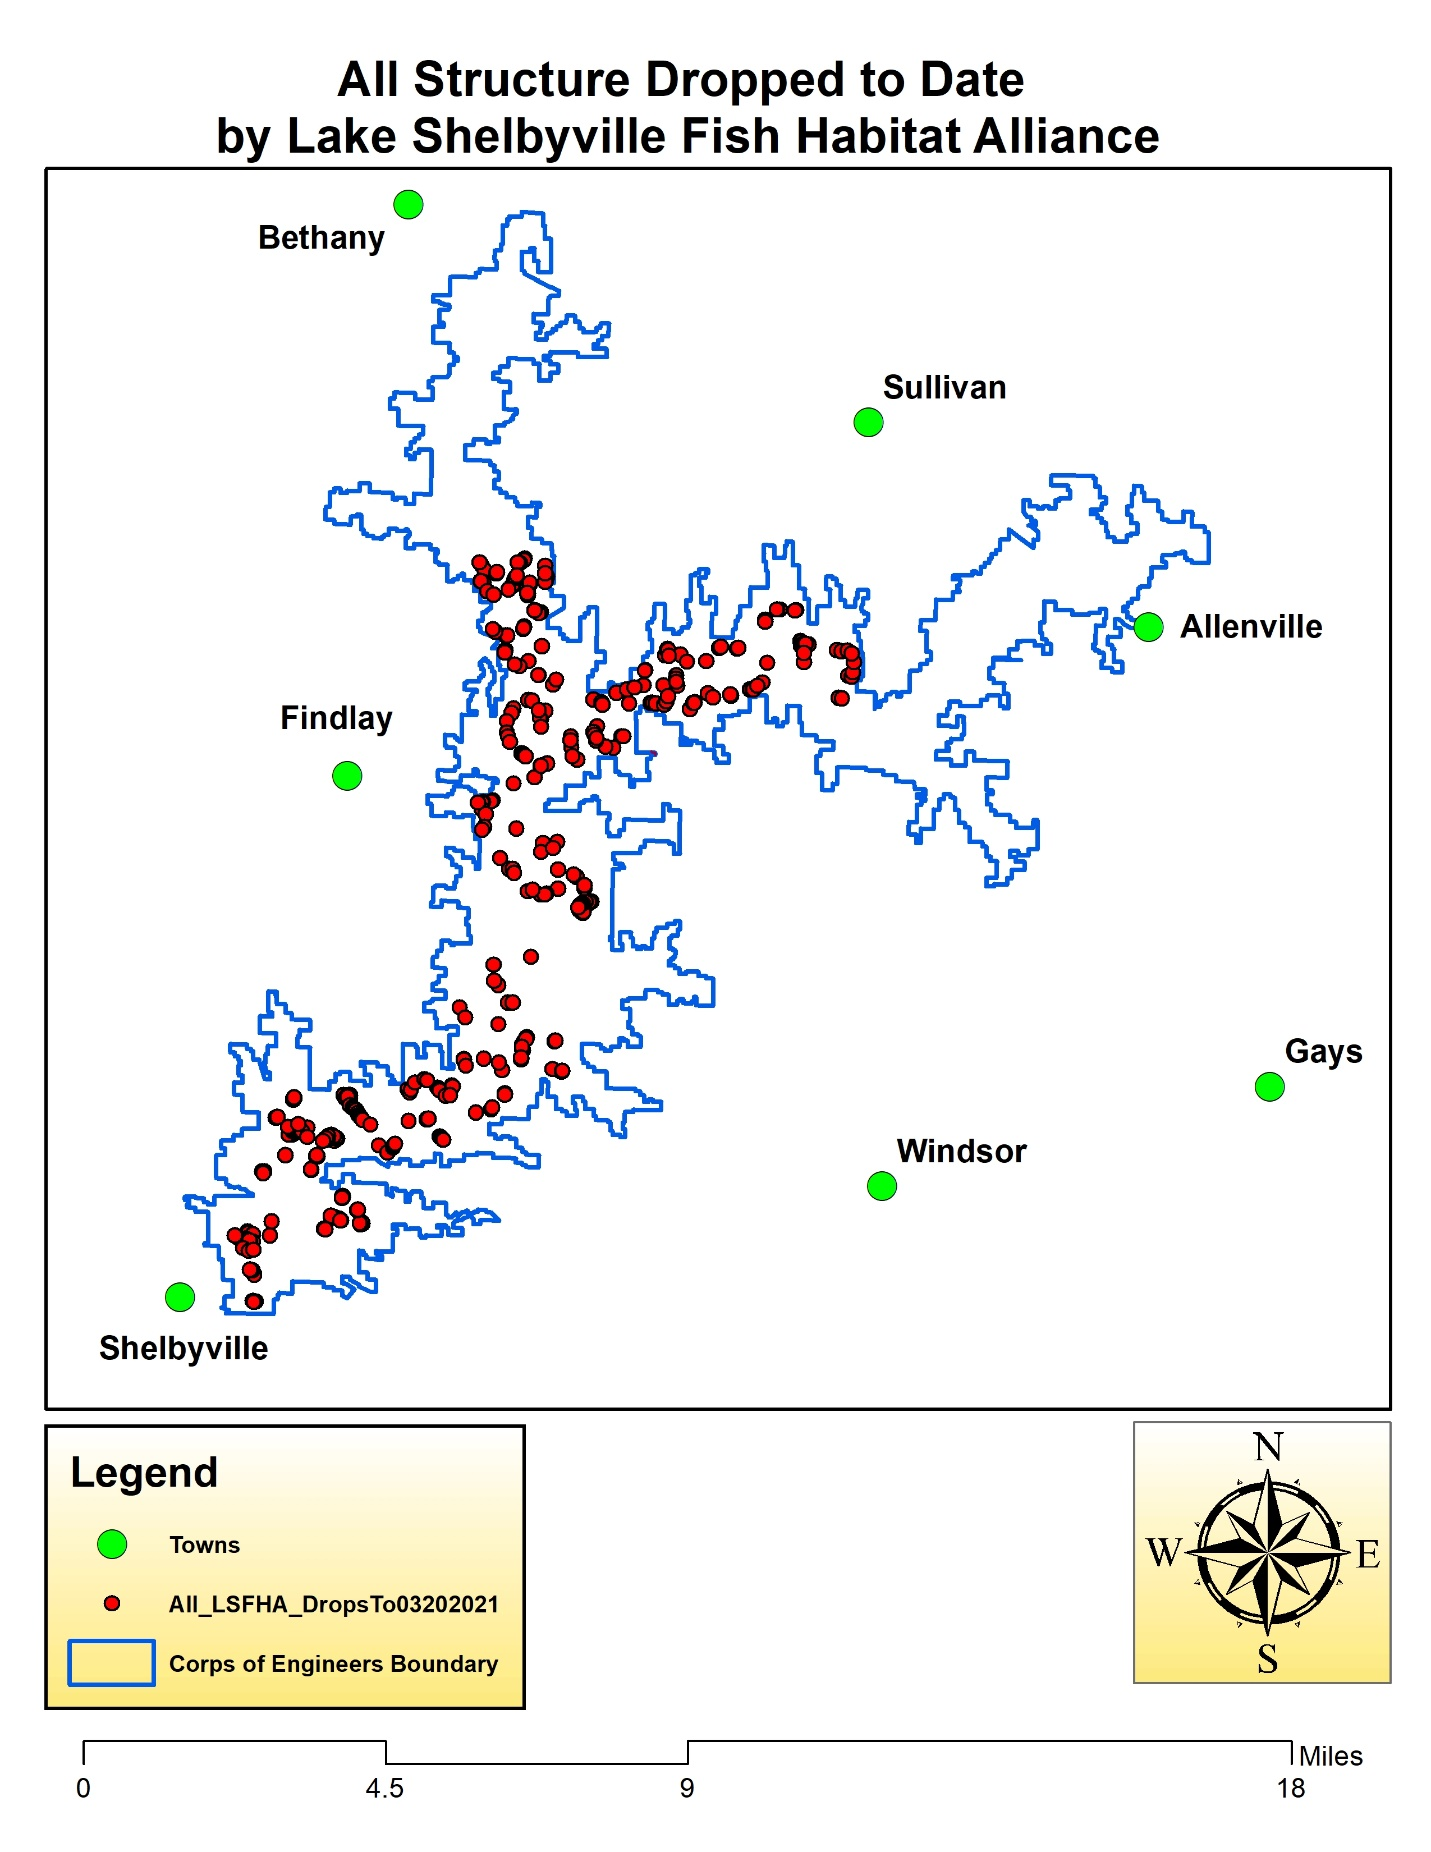 All Structure Dropped to Date
by Lake Shelbyville Fish Habitat Alliance
Bethany
Sullivan
Allenville
Findlay
Gays
Windsor
Shelbyville
Legend
Towns
All_LSFHA_DropsTo03202021
Corps of Engineers Boundary
N
W E
S
Miles
0 4.5 9 18